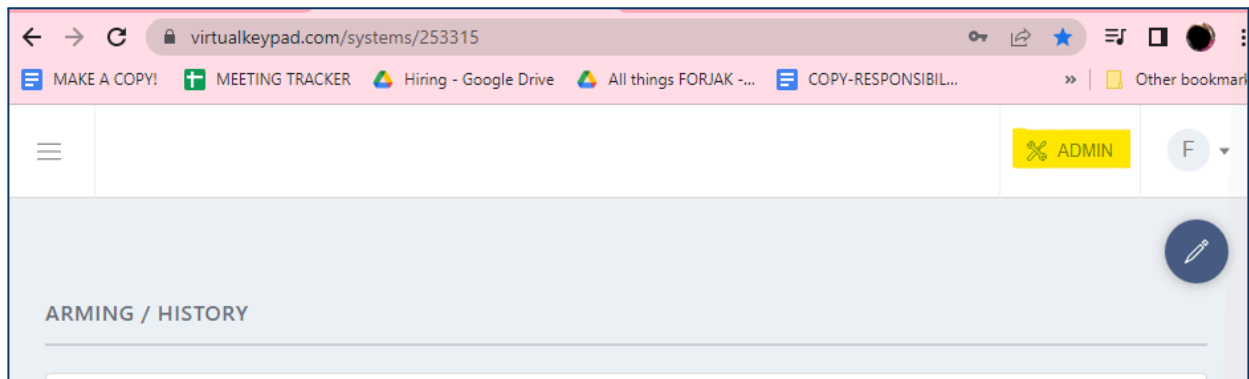 virtualkeypad.com/systems/253315
MAKE A COPY! MEETING TRACKER Hiring - Google Drive All things FORJAK -... COPY-RESPONSIBIL... » Other bookmark
ADMIN F
ARMING / HISTORY